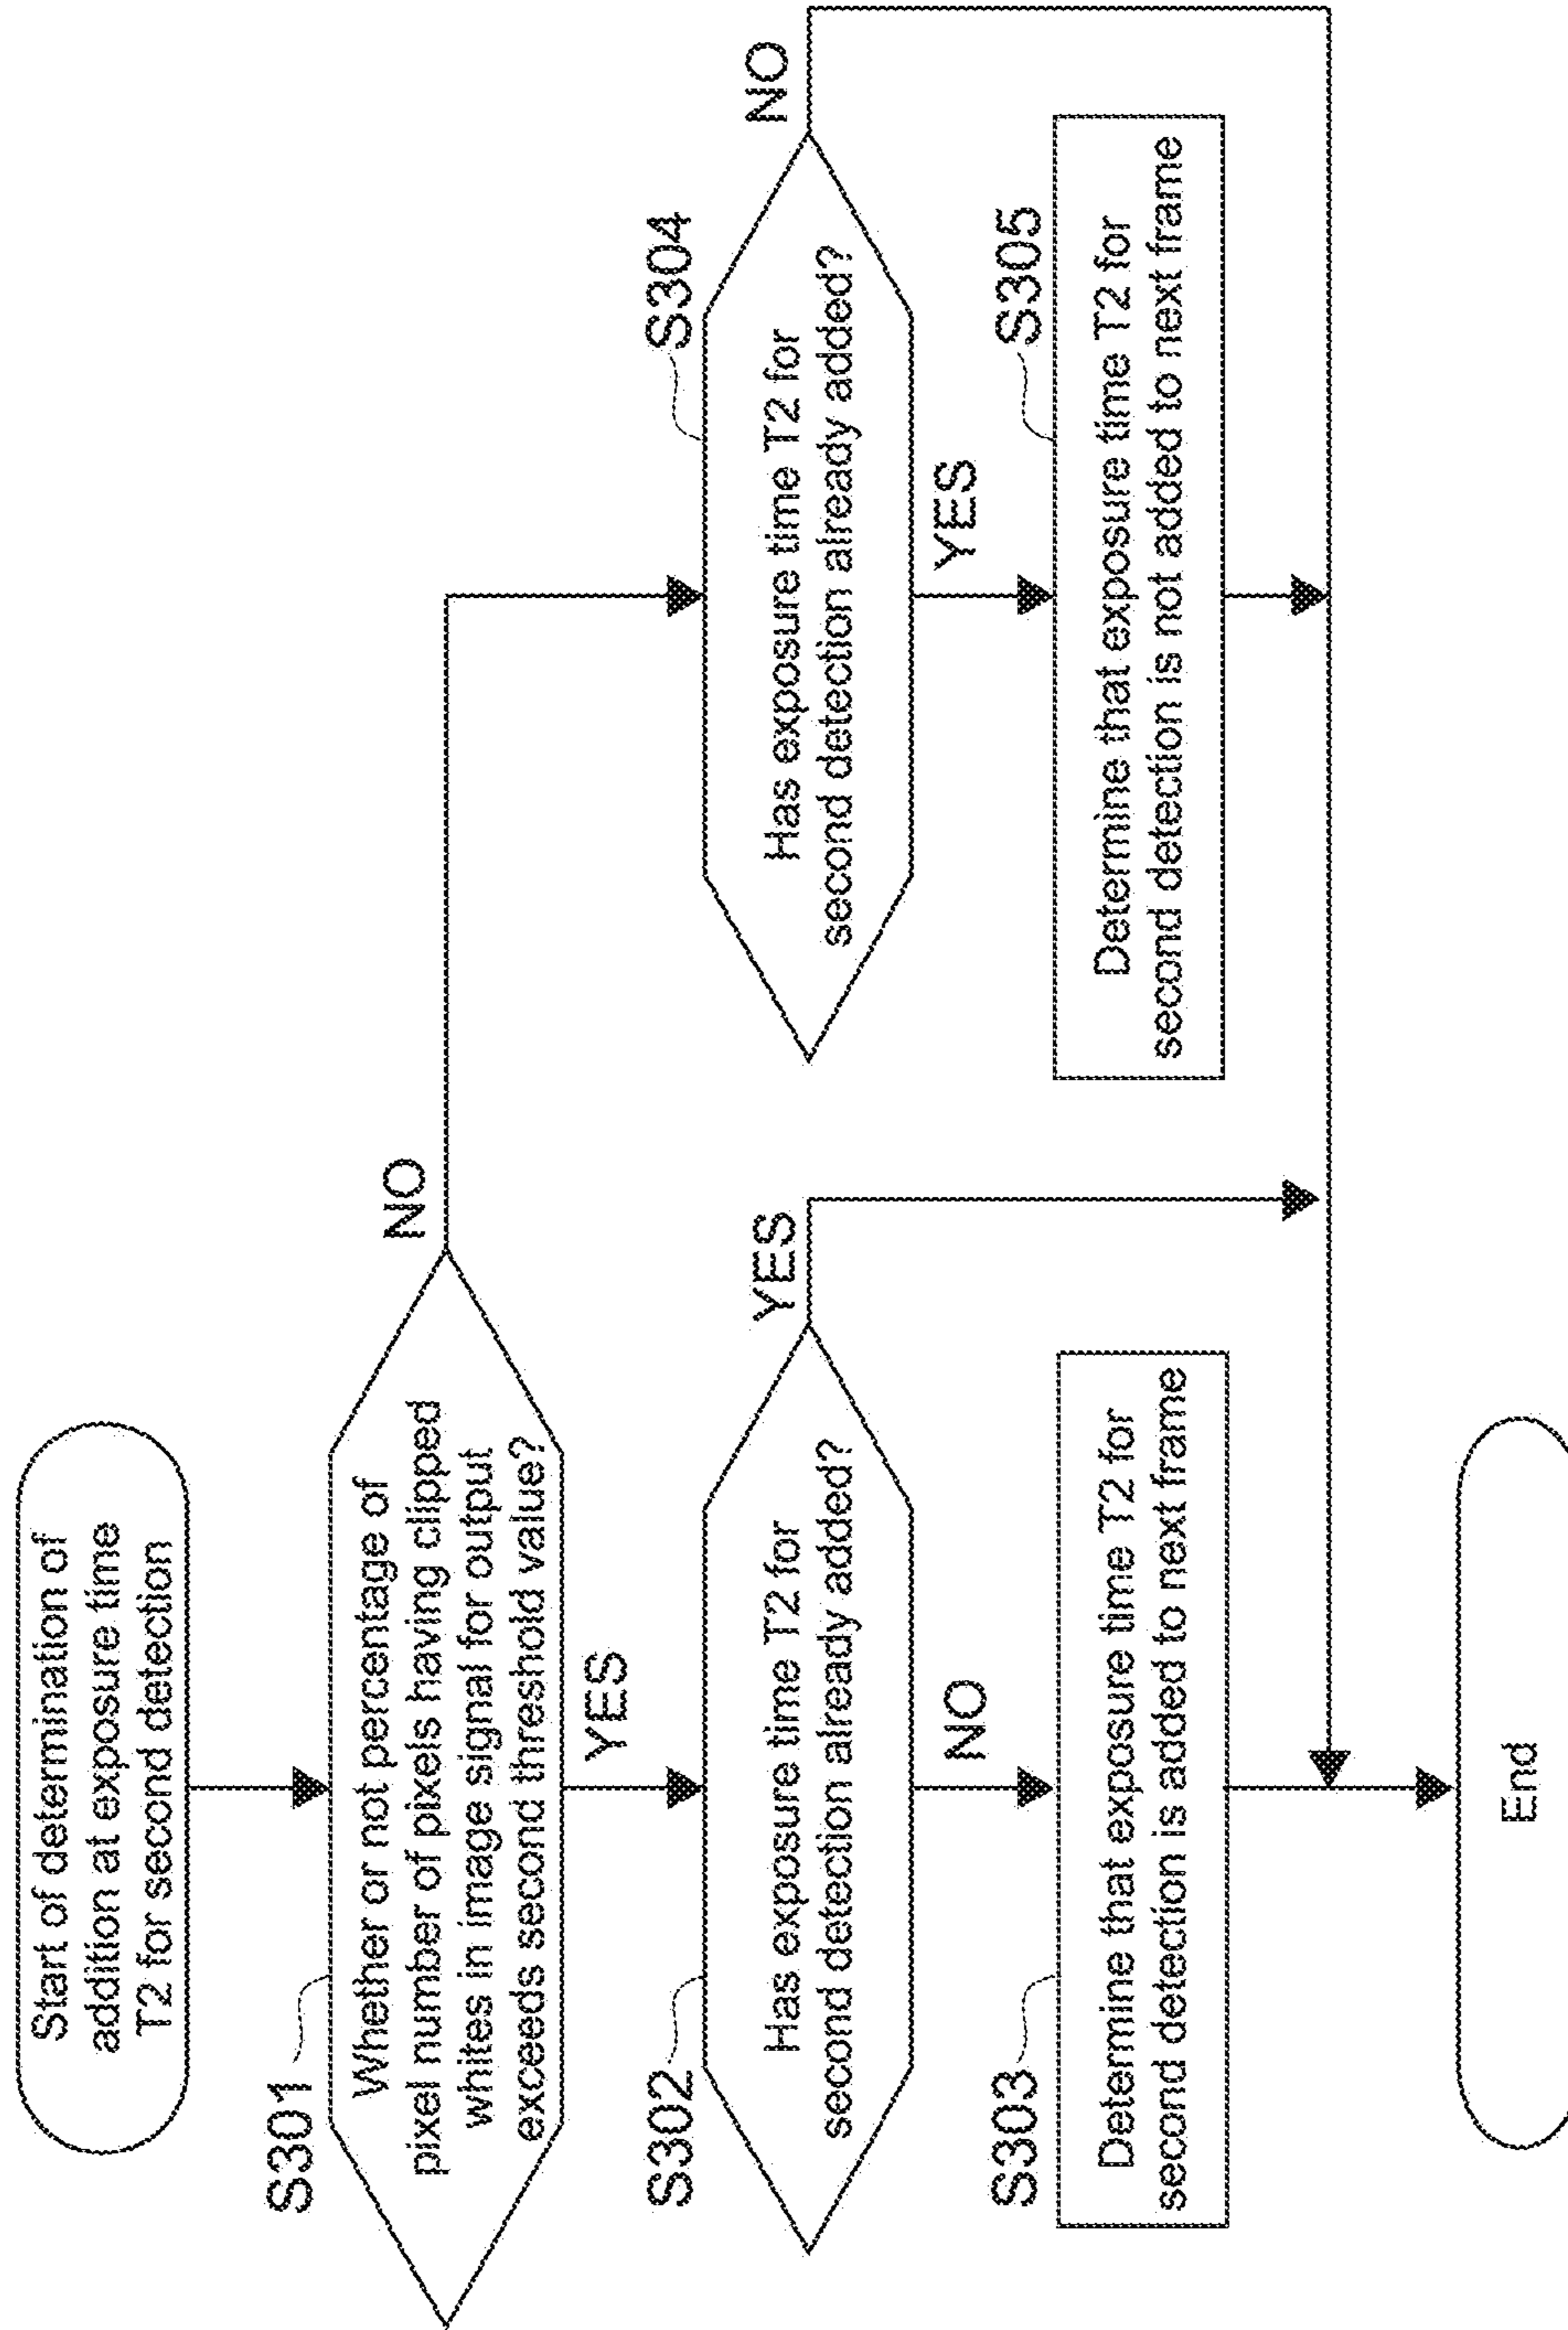 Start of determination of
addition at exposure time
T2 for second detection
S301
Whether or not percentage of
pixel number of pixels having clipped
whites in image signal for output
exceeds second threshold value?
NO
YES
S302
Has exposure time T2 for
second detection already added?
YES
NO
S303
Determine that exposure time T2 for
second detection is added to next frame
S304
Has exposure time T2 for
second detection already added?
NO
YES
S305
Determine that exposure time T2 for
second detection is not added to next frame
End